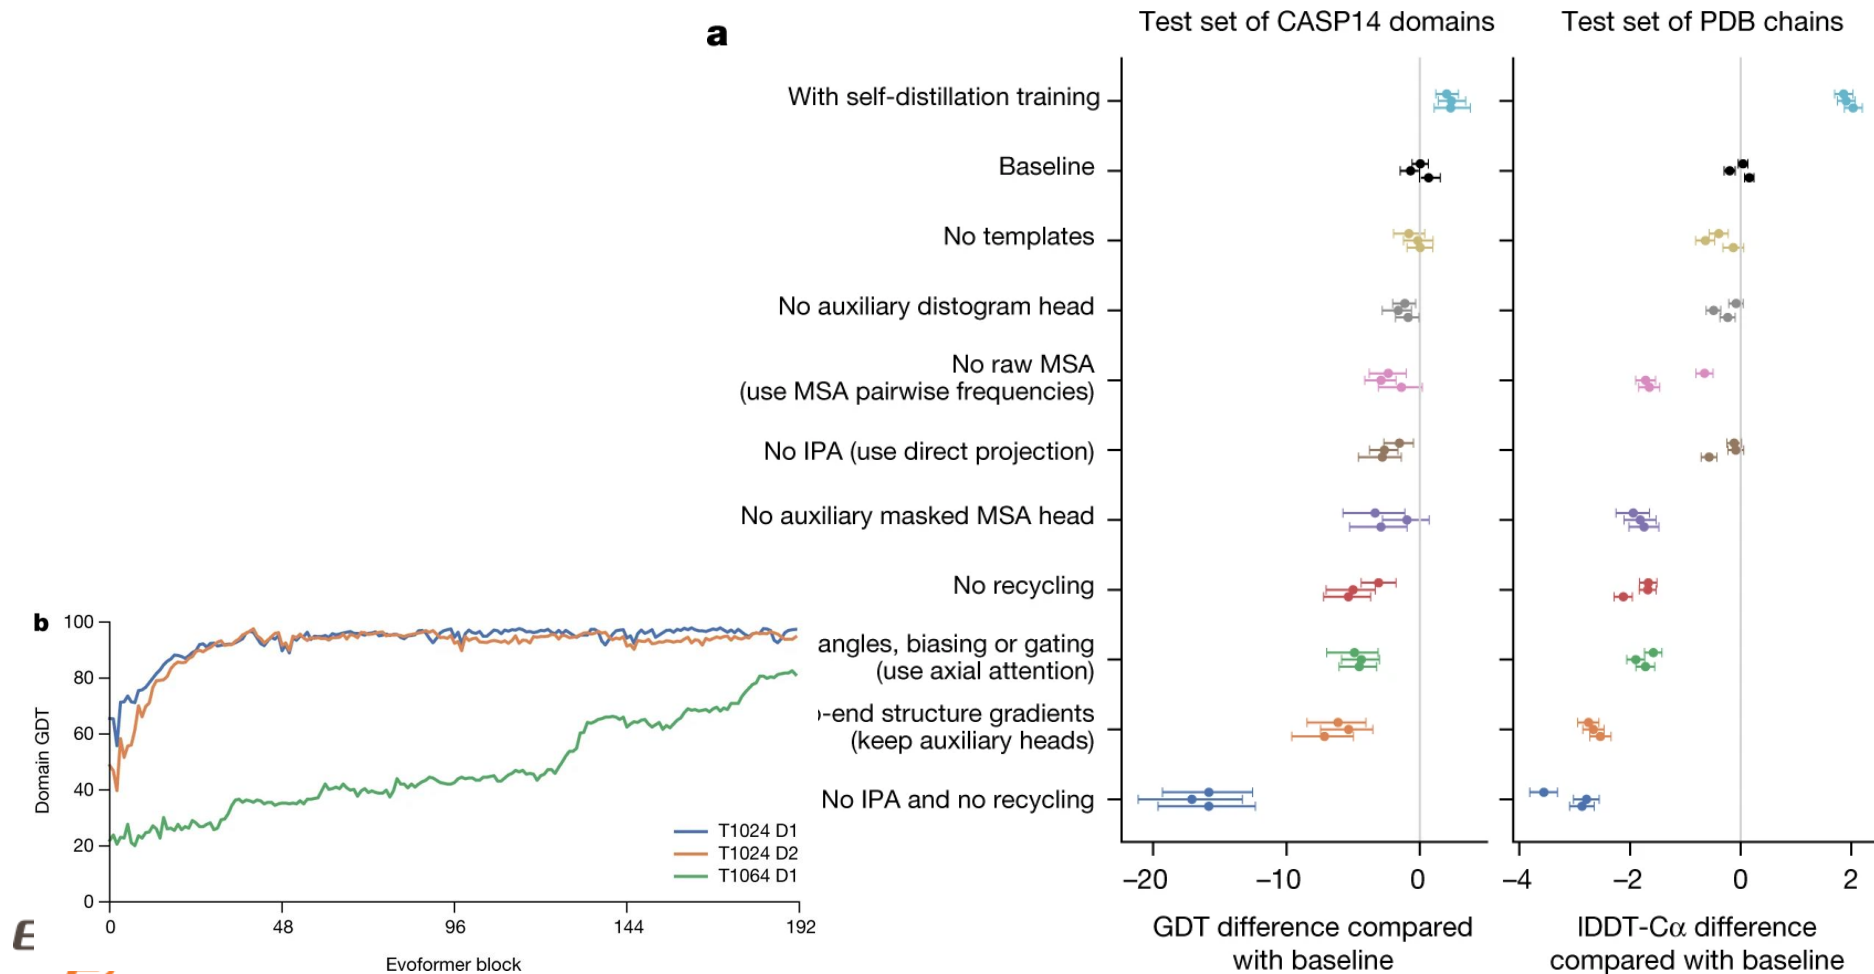 a
Test set of CASP14 domains
Test set of PDB chains
With self-distillation training
Baseline
No templates
No auxiliary distogram head
No raw MSA
(use MSA pairwise frequencies)
No IPA (use direct projection)
No auxiliary masked MSA head
No recycling
angles, biasing or gating
(use axial attention)
-end structure gradients
(keep auxiliary heads)
No IPA and no recycling
−20
−10
0
−4
−2
0
2
GDT difference compared
with baseline
lDDT-Cα difference
compared with baseline
b
100
80
60
40
20
0
Domain GDT
T1024 D1
T1024 D2
T1064 D1
0
48
96
144
192
Evoformer block
E